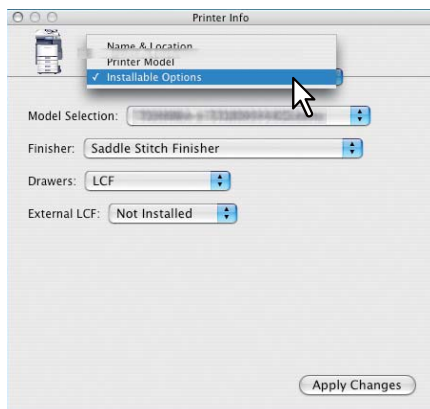 Printer Info
Name & Location
Printer Model
✓ Installable Options
Model Selection:
Finisher: Saddle Stitch Finisher
Drawers: LCF
External LCF: Not Installed
Apply Changes